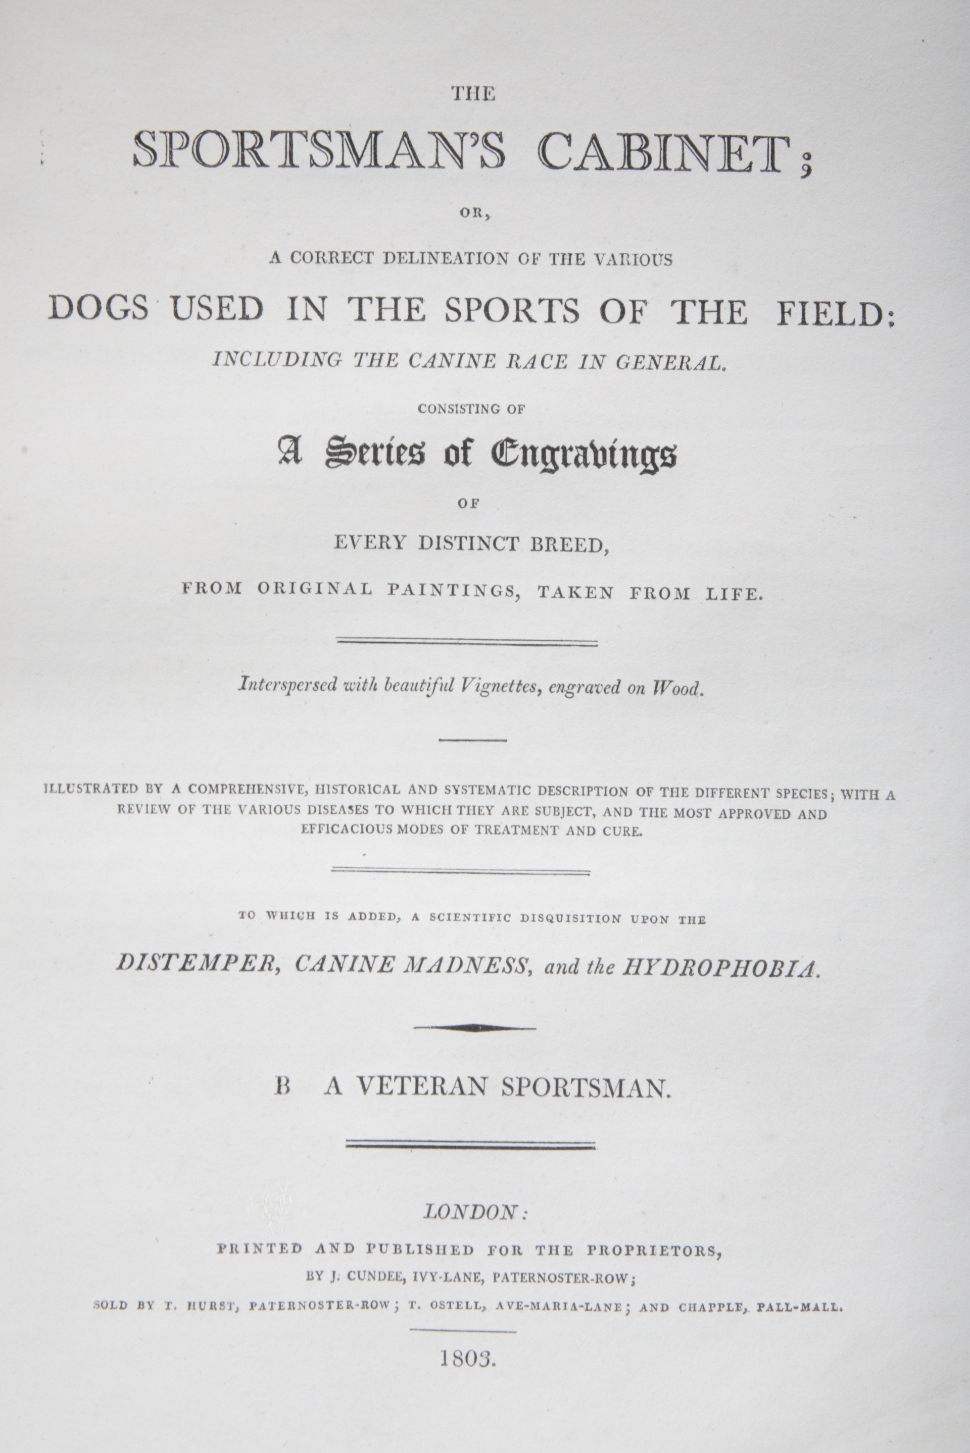 THE
SPORTSMAN'S CABINET;
OR,
A CORRECT DELINEATION OF THE VARIOUS
DOGS USED IN THE SPORTS OF THE FIELD:
INCLUDING THE CANINE RACE IN GENERAL.
CONSISTING OF
A Series of Engravings
OF
EVERY DISTINCT BREED,
FROM ORIGINAL PAINTINGS, TAKEN FROM LIFE.
Interspersed with beautiful Vignettes, engraved on Wood.
ILLUSTRATED BY A COMPREHENSIVE, HISTORICAL AND SYSTEMATIC DESCRIPTION OF THE DIFFERENT SPECIES; WITH A
REVIEW OF THE VARIOUS DISEASES TO WHICH THEY ARE SUBJECT, AND THE MOST APPROVED AND
EFFICACIOUS MODES OF TREATMENT AND CURE.
TO WHICH IS ADDED, A SCIENTIFIC DISQUISITION UPON THE
DISTEMPER, CANINE MADNESS, and the HYDROPHOBIA.
B A VETERAN SPORTSMAN.
LONDON:
PRINTED AND PUBLISHED FOR THE PROPRIETORS,
BY J. CUNDEE, IVY-LANE, PATERNOSTER-ROW;
SOLD BY T. HURST, PATERNOSTER-ROW; T. OSTELL, AVE-MARIA-LANE; AND CHAPPLE, PALL-MALL.
1803.